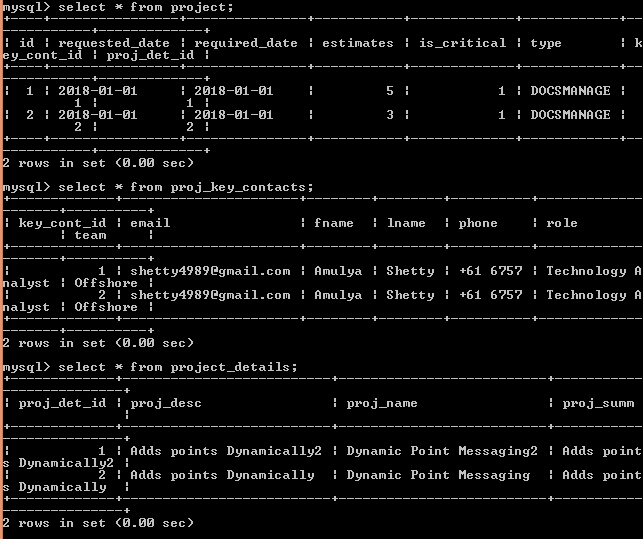 mysql> select * from project;
+----+----------------+---------------+-----------+-------------+------------+--
------------+--------------+
| id | requested_date | required_date | estimates | is_critical | type       | k
ey_cont_id | proj_det_id |
+----+----------------+---------------+-----------+-------------+------------+--
------------+--------------+
|  1 | 2018-01-01     | 2018-01-01    |         5 |           1 | DOCSMANAGE |
         1 |           1 |
|  2 | 2018-01-01     | 2018-01-01    |         3 |           1 | DOCSMANAGE |
         2 |           2 |
+----+----------------+---------------+-----------+-------------+------------+--
------------+--------------+
2 rows in set (0.00 sec)
mysql> select * from proj_key_contacts;
+-------------+----------------------+--------+--------+----------+-------------
-------+----------+
| key_cont_id | email                | fname  | lname  | phone    | role
       | team     |
+-------------+----------------------+--------+--------+----------+-------------
-------+----------+
|           1 | shetty4989@gmail.com | Amulya | Shetty | +61 6757 | Technology A
nalyst | Offshore |
|           2 | shetty4989@gmail.com | Amulya | Shetty | +61 6757 | Technology A
nalyst | Offshore |
+-------------+----------------------+--------+--------+----------+-------------
-------+----------+
2 rows in set (0.00 sec)
mysql> select * from project_details;
+-------------+-------------------------+--------------------------+------------
---------------+
| proj_det_id | proj_desc               | proj_name                | proj_summ
               |
+-------------+-------------------------+--------------------------+------------
---------------+
|           1 | Adds points Dynamically2 | Dynamic Point Messaging2 | Adds point
s Dynamically2 |
|           2 | Adds points Dynamically  | Dynamic Point Messaging  | Adds point
s Dynamically  |
+-------------+-------------------------+--------------------------+------------
---------------+
2 rows in set (0.00 sec)